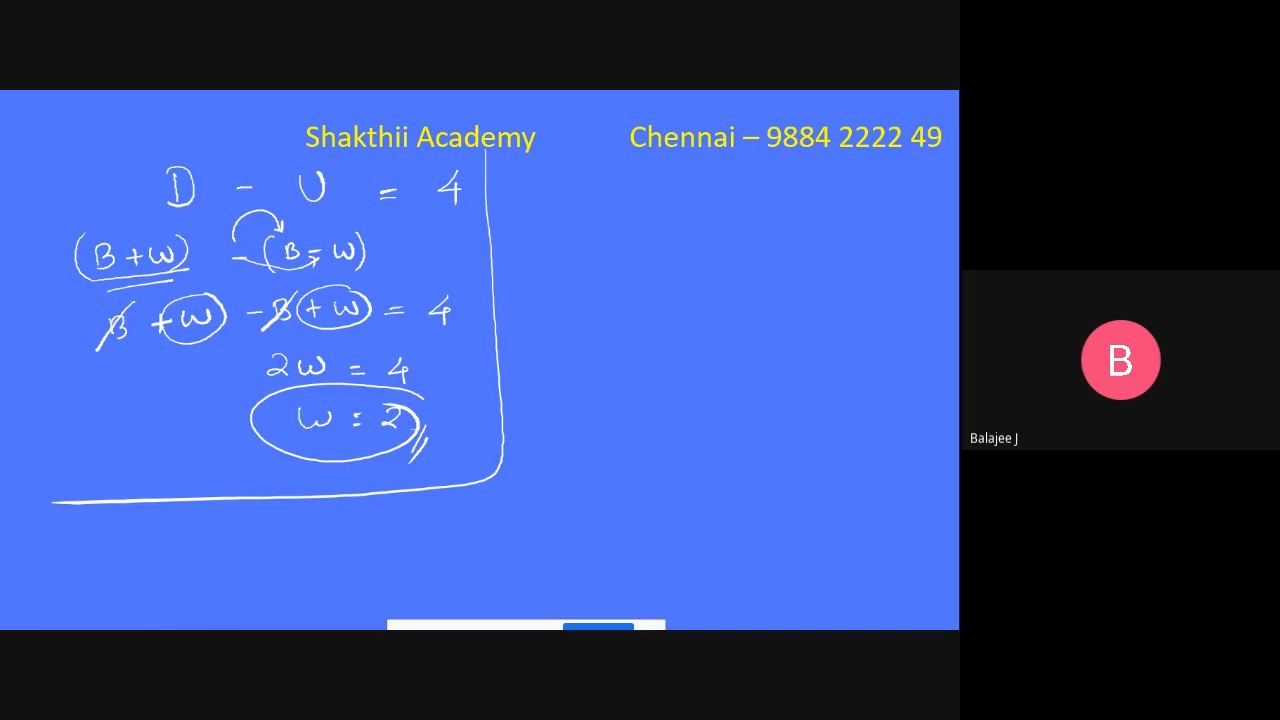 Shakthii Academy Chennai – 9884 2222 49
D - U = 4
(B + W) - (B - W)
B + W - B + W = 4
2W = 4
W = 2
B
Balajee J